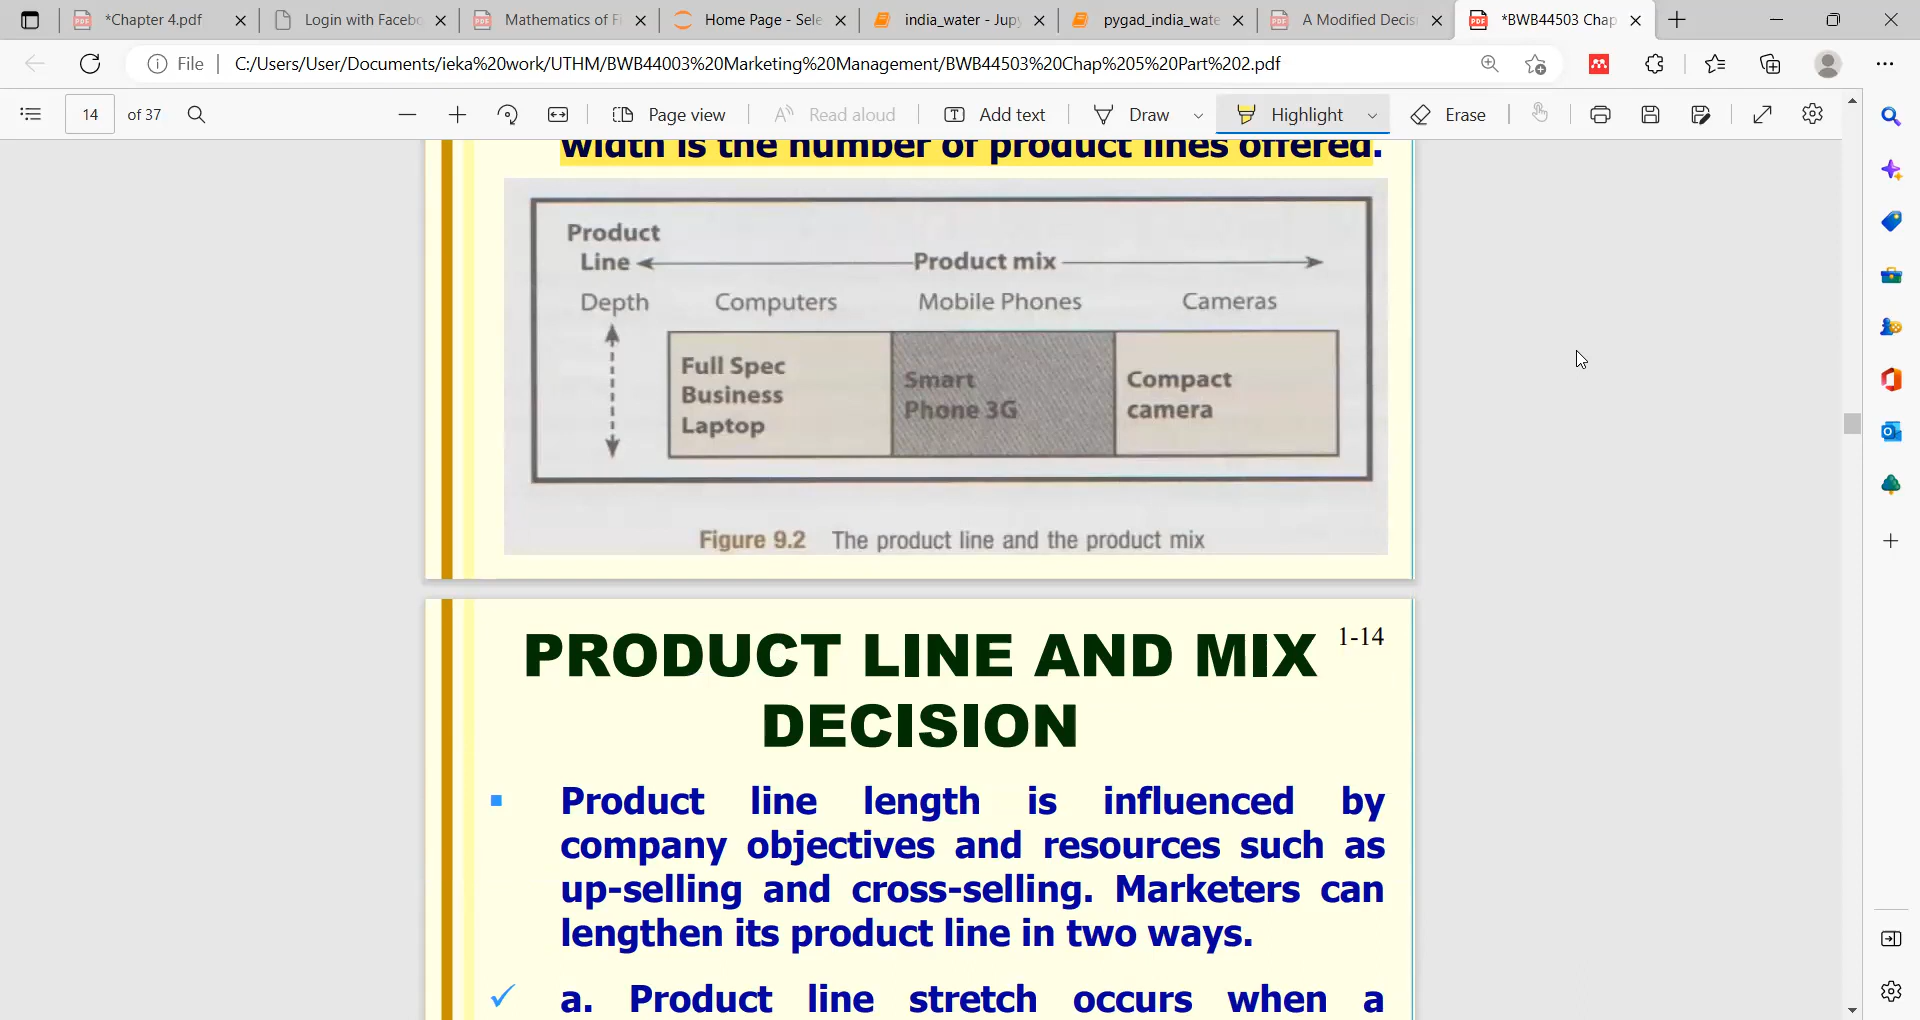 *Chapter 4.pdf
Login with Facebo
Mathematics of Fi
Home Page - Sele
india_water - Jupy
pygad_india_wate
A Modified Decis
*BWB44503 Chap
File
C:/Users/User/Documents/ieka%20work/UTHM/BWB44003%20Marketing%20Management/BWB44503%20Chap%205%20Part%202.pdf
14 of 37
Page view
Read aloud
Add text
Draw
Highlight
Erase
width is the number of product lines offered.
Product
Line
Product mix
Depth
Computers
Mobile Phones
Cameras
Full Spec
Business
Laptop
Smart
Phone 3G
Compact
camera
Figure 9.2 The product line and the product mix
1-14
PRODUCT LINE AND MIX
DECISION
Product line length is influenced by
company objectives and resources such as
up-selling and cross-selling. Marketers can
lengthen its product line in two ways.
a. Product line stretch occurs when a